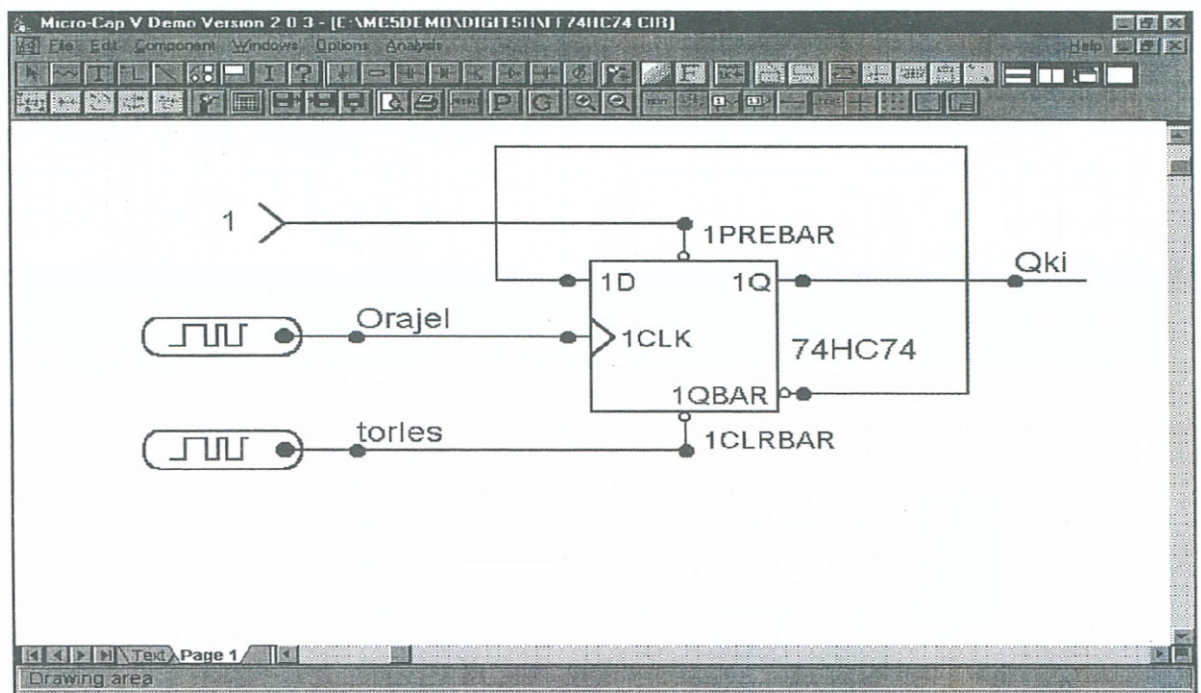 Micro-Cap V Demo Version 2.0.3 - [E:\MC5DEMO\DIGITSH\FF74HC74.CIR]
File Edit Component Windows Options Analysis Help
1
1PREBAR
1D 1Q
Qki
Orajel
1CLK
74HC74
1QBAR
torles
1CLRBAR
Text Page 1
Drawing area